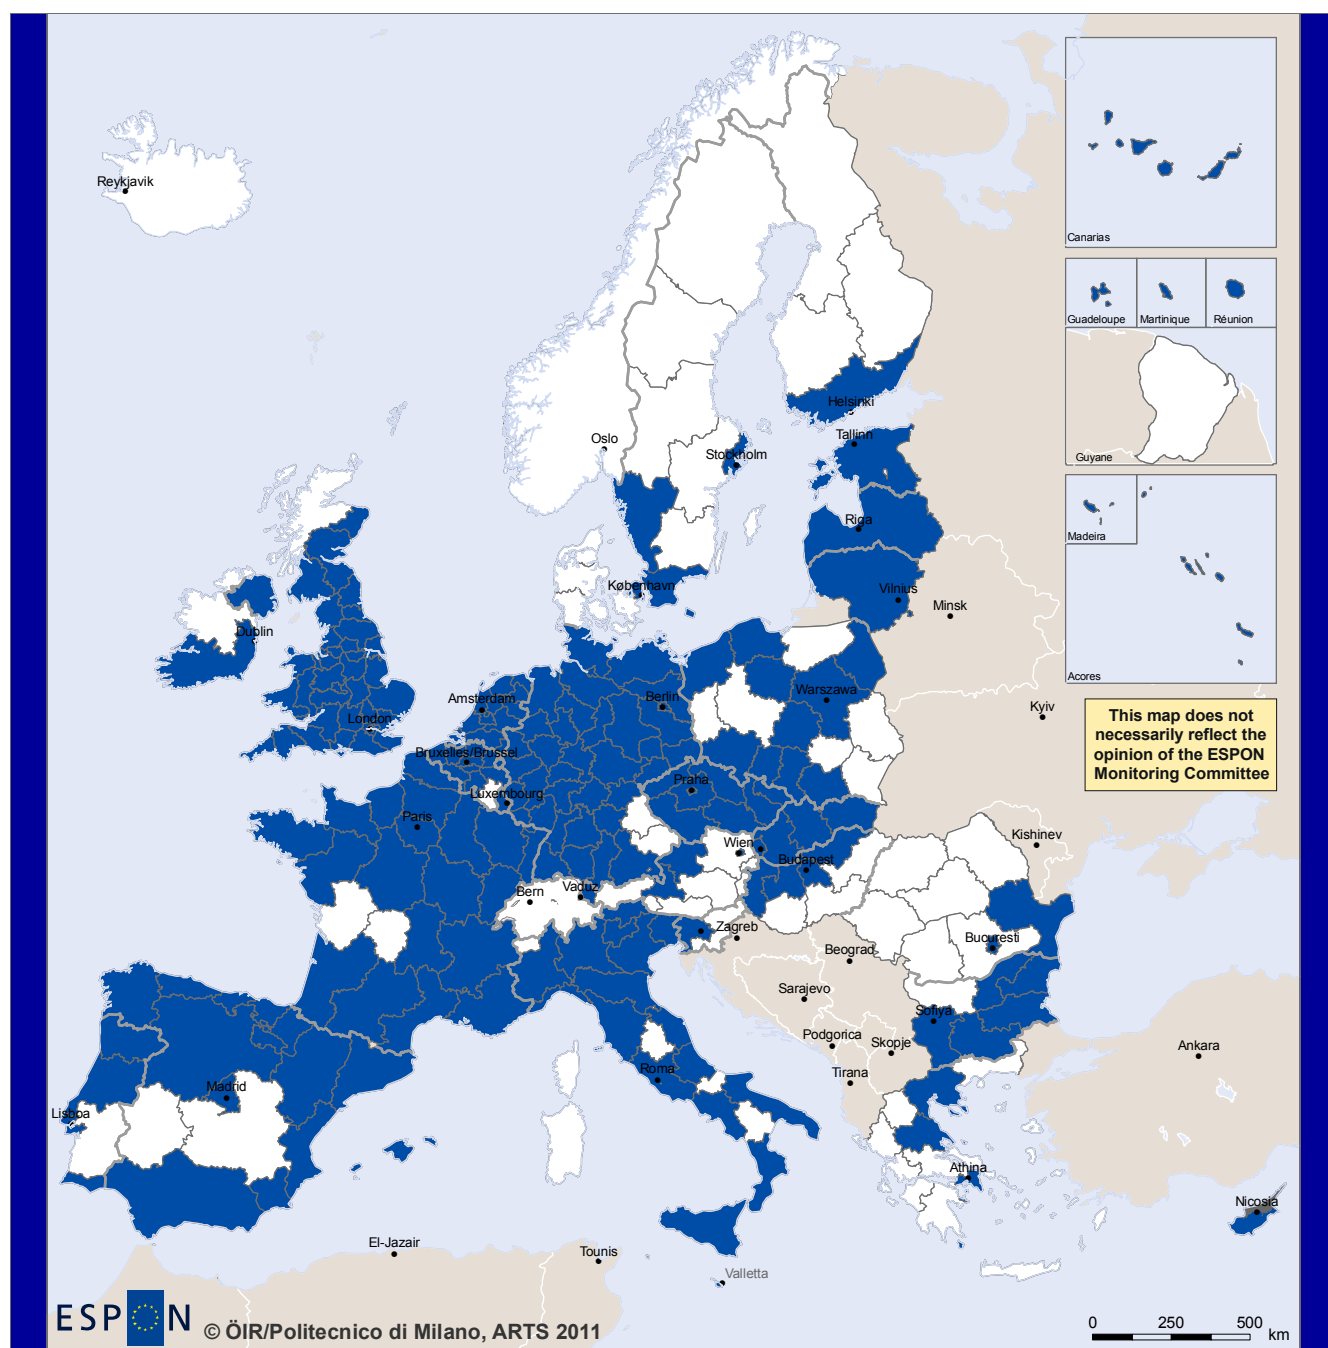 Canarias
Reykjavik
Guadeloupe
Martinique
Réunion
Helsinki
Tallinn
Oslo
Stockholm
Guyane
Riga
Madeira
København
Vilnius
Minsk
Dublin
Acores
Amsterdam
Berlin
Warszawa
London
Kyiv
This map does not
necessarily reflect the
opinion of the ESPON
Monitoring Committee
Bruxelles/Brussel
Praha
Luxembourg
Paris
Kishinev
Wien
Budapest
Bern
Vaduz
Zagreb
Bucuresti
Beograd
Sarajevo
Sofiya
Podgorica
Skopje
Ankara
Roma
Tirana
Madrid
Lisboa
Athina
Nicosia
El-Jazair
Tounis
Valletta
ESPON
© ÖIR/Politecnico di Milano, ARTS 2011
0 250 500
km